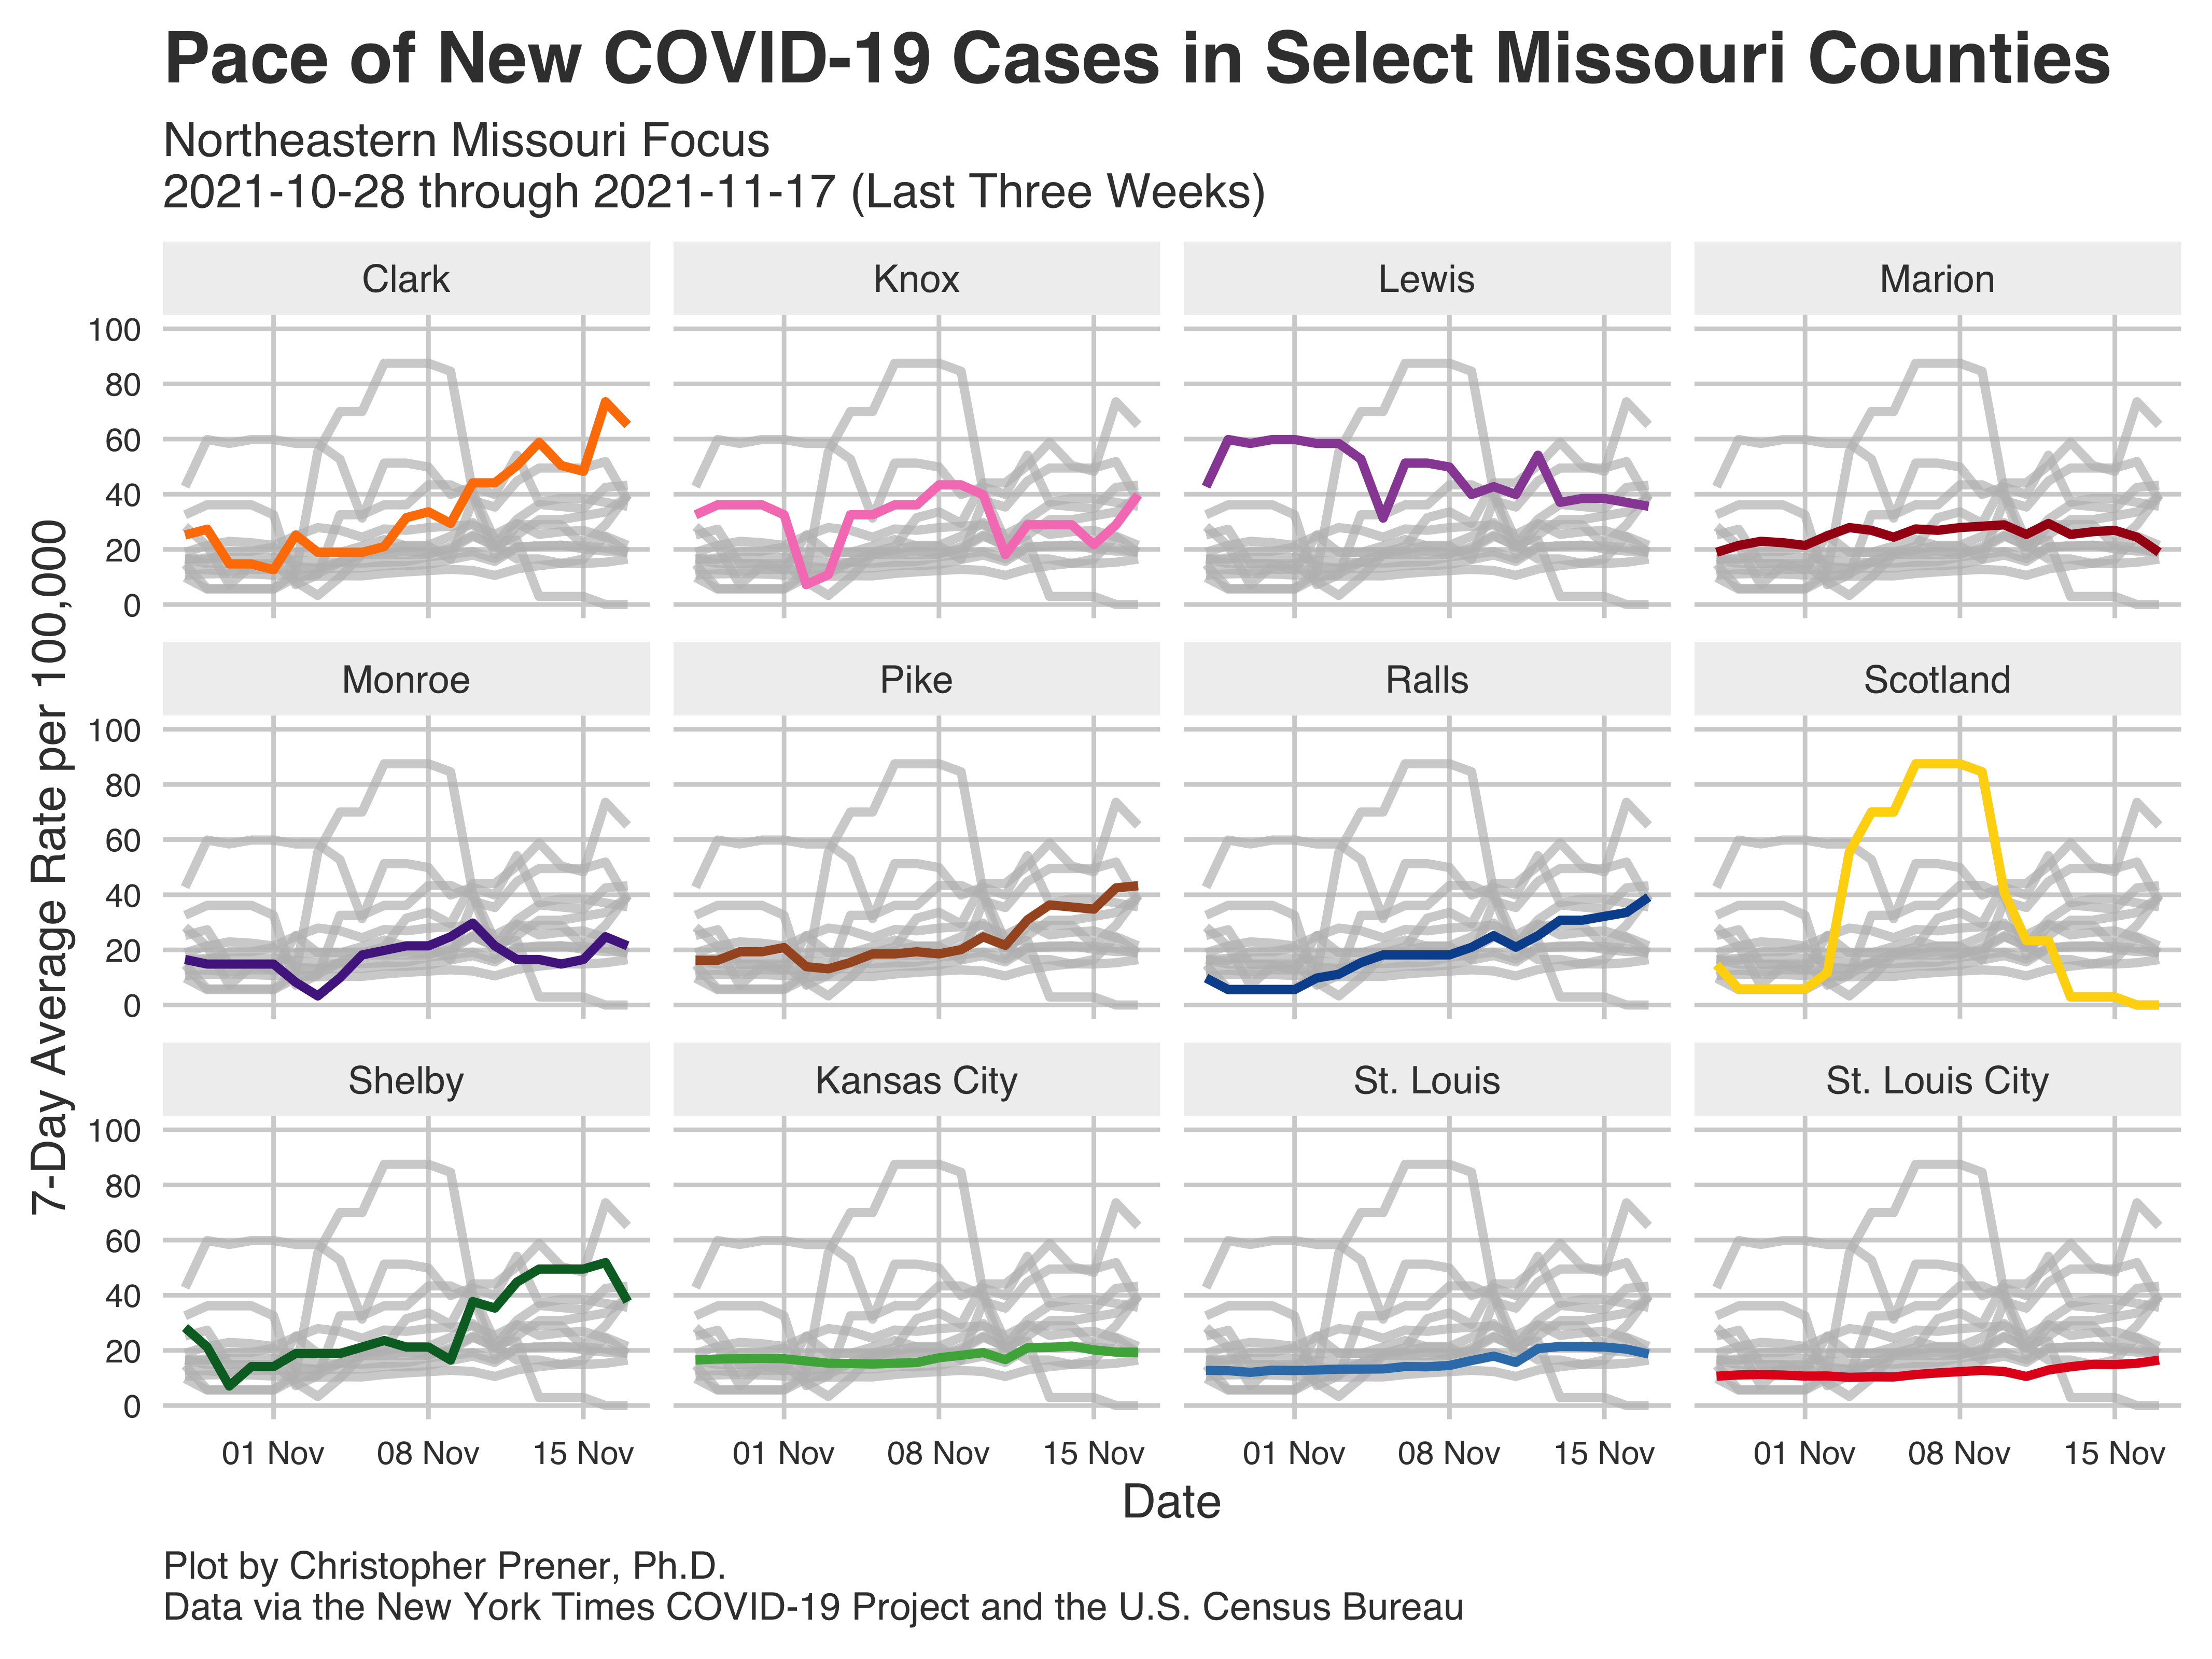 Pace of New COVID-19 Cases in Select Missouri Counties
Northeastern Missouri Focus
2021-10-28 through 2021-11-17 (Last Three Weeks)
7-Day Average Rate per 100,000
Clark
Knox
Lewis
Marion
100
80
60
40
20
0
Monroe
Pike
Ralls
Scotland
100
80
60
40
20
0
Shelby
Kansas City
St. Louis
St. Louis City
100
80
60
40
20
0
01 Nov
08 Nov
15 Nov
01 Nov
08 Nov
15 Nov
01 Nov
08 Nov
15 Nov
01 Nov
08 Nov
15 Nov
Date
Plot by Christopher Prener, Ph.D.
Data via the New York Times COVID-19 Project and the U.S. Census Bureau